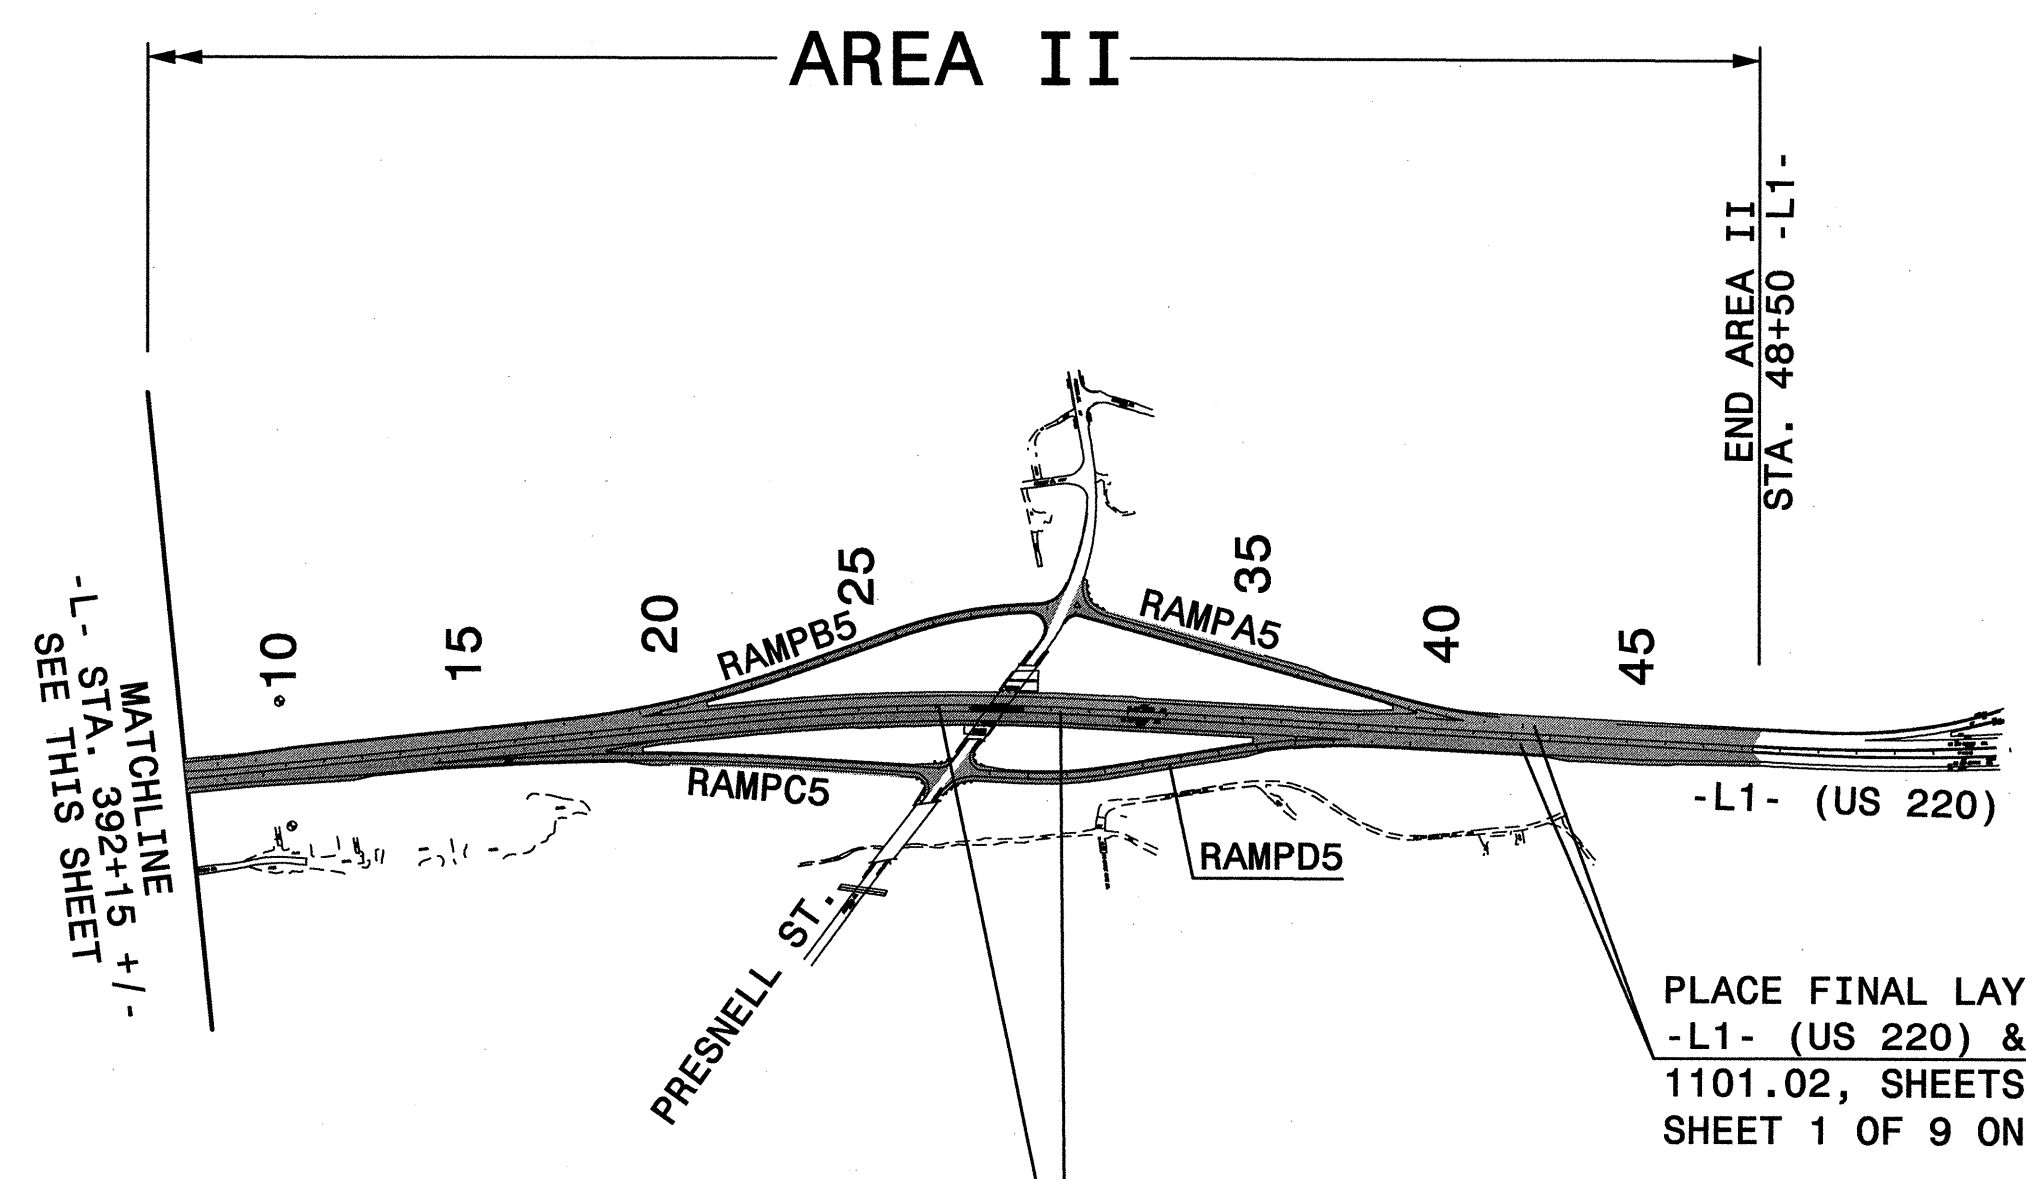 AREA II
END AREA II
STA. 48+50 -L1-
MATCHLINE
-L- STA. 392+15 +/-
SEE THIS SHEET
10
15
20
25
35
40
45
RAMPB5
RAMPA5
RAMPC5
RAMPD5
PRESNELL ST.
-L1- (US 220)
PLACE FINAL LAY
-L1- (US 220) &
1101.02, SHEETS
SHEET 1 OF 9 ON